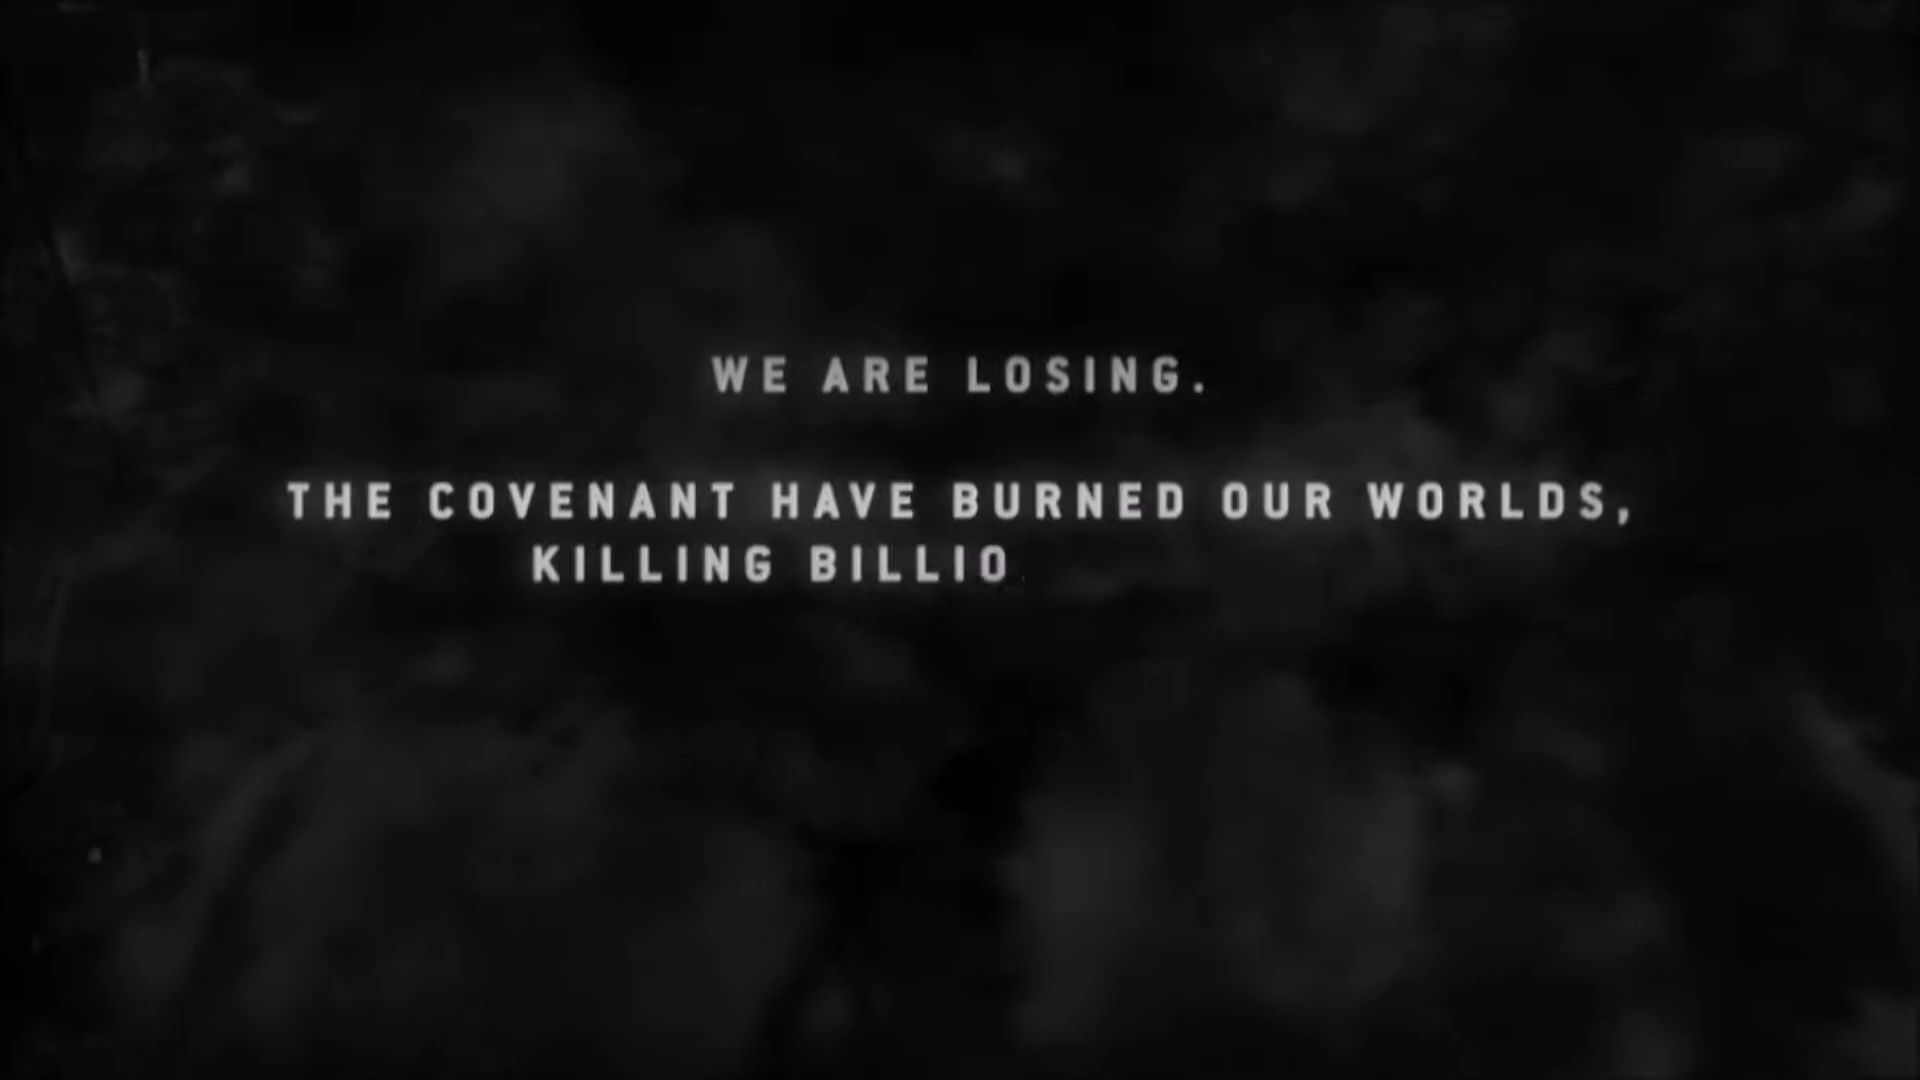 WE ARE LOSING.
THE COVENANT HAVE BURNED OUR WORLDS,
KILLING BILLIO